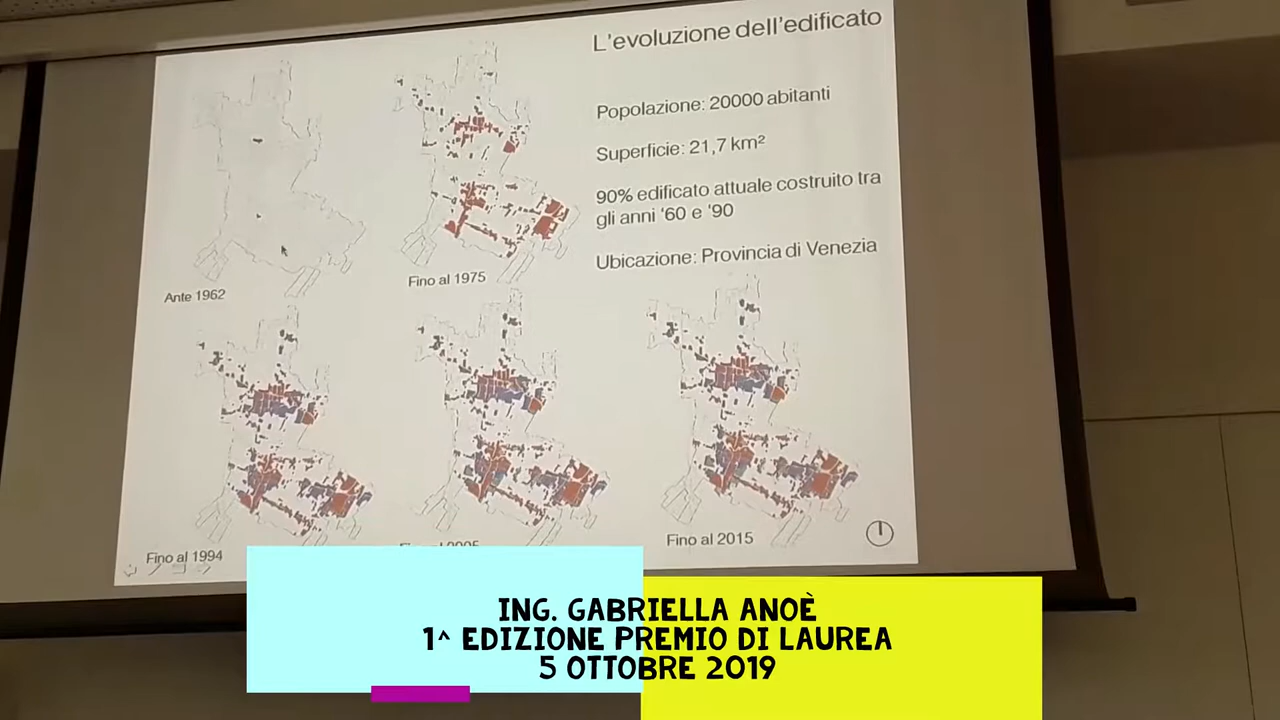 L'evoluzione dell'edificato
Popolazione: 20000 abitanti
Superficie: 21,7 km²
90% edificato attuale costruito tra
gli anni '60 e '90
Ubicazione: Provincia di Venezia
Ante 1962
Fino al 1975
Fino al 1994
Fino al 2015
ING. GABRIELLA ANOÈ
1^ EDIZIONE PREMIO DI LAUREA
5 OTTOBRE 2019